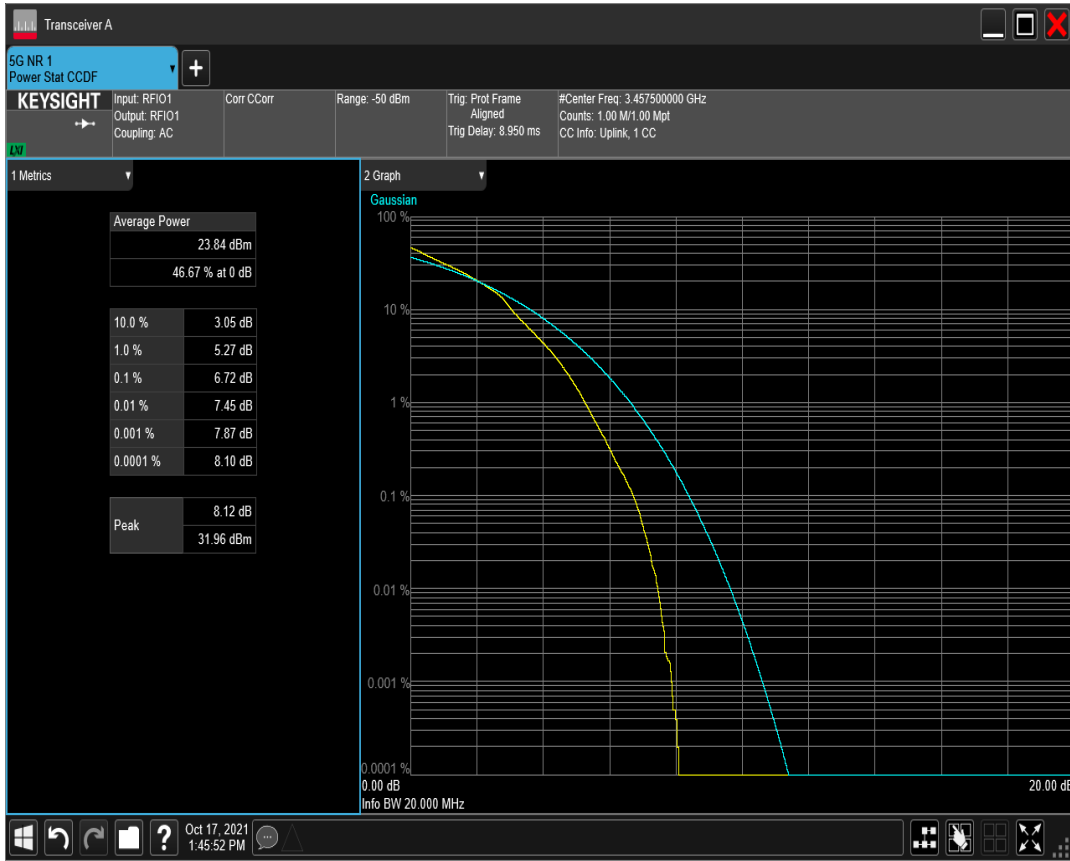 Transceiver A
5G NR 1
Power Stat CCDF
KEYSIGHT
LXI
Input: RFIO1
Output: RFIO1
Coupling: AC
Corr CCorr
Range: -50 dBm
Trig: Prot Frame
Aligned
Trig Delay: 8.950 ms
#Center Freq: 3.457500000 GHz
Counts: 1.00 M/1.00 Mpt
CC Info: Uplink, 1 CC
1 Metrics
Average Power
23.84 dBm
46.67 % at 0 dB
10.0 % 3.05 dB
1.0 % 5.27 dB
0.1 % 6.72 dB
0.01 % 7.45 dB
0.001 % 7.87 dB
0.0001 % 8.10 dB
Peak
8.12 dB
31.96 dBm
2 Graph
Gaussian
100 %
10 %
1 %
0.1 %
0.01 %
0.001 %
0.0001 %
0.00 dB 20.00 dB
Info BW 20.000 MHz
? Oct 17, 2021
1:45:52 PM